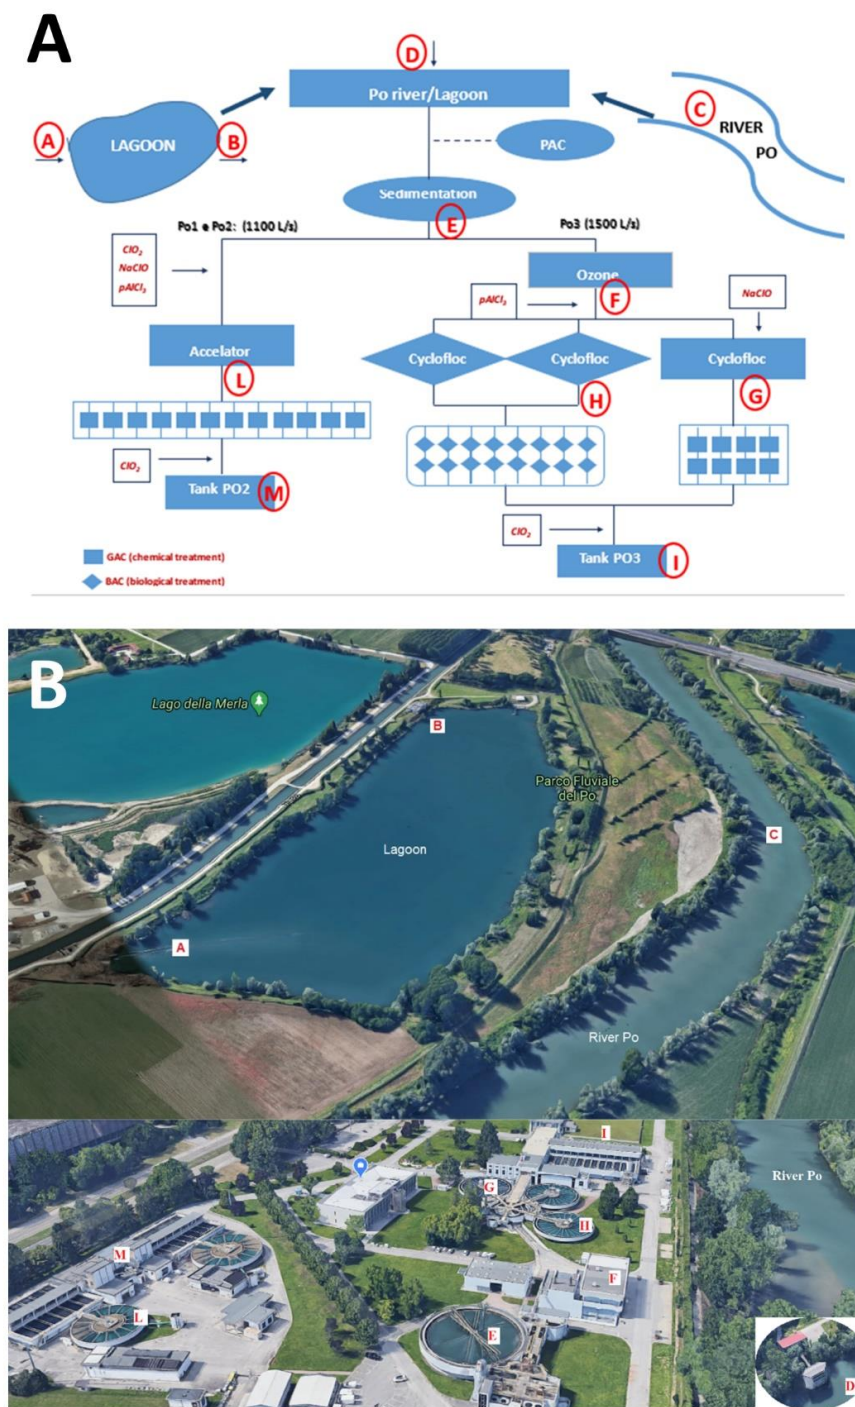 A
D
Po river/Lagoon
C
RIVER
PO
A
LAGOON
B
PAC
Sedimentation
E
Po1 e Po2: (1100 L/s)
Po3 (1500 L/s)
ClO2
NaClO
pAlCl3
Ozone
F
pAlCl3
NaClO
Accelator
L
Cyclofloc
Cyclofloc
H
Cyclofloc
G
ClO2
Tank PO2
M
ClO2
Tank PO3
I
GAC (chemical treatment)
BAC (biological treatment)
B
Lago della Merla
B
Parco Fluviale
del Po
C
Lagoon
A
River Po
I
River Po
G
H
M
F
L
E
D